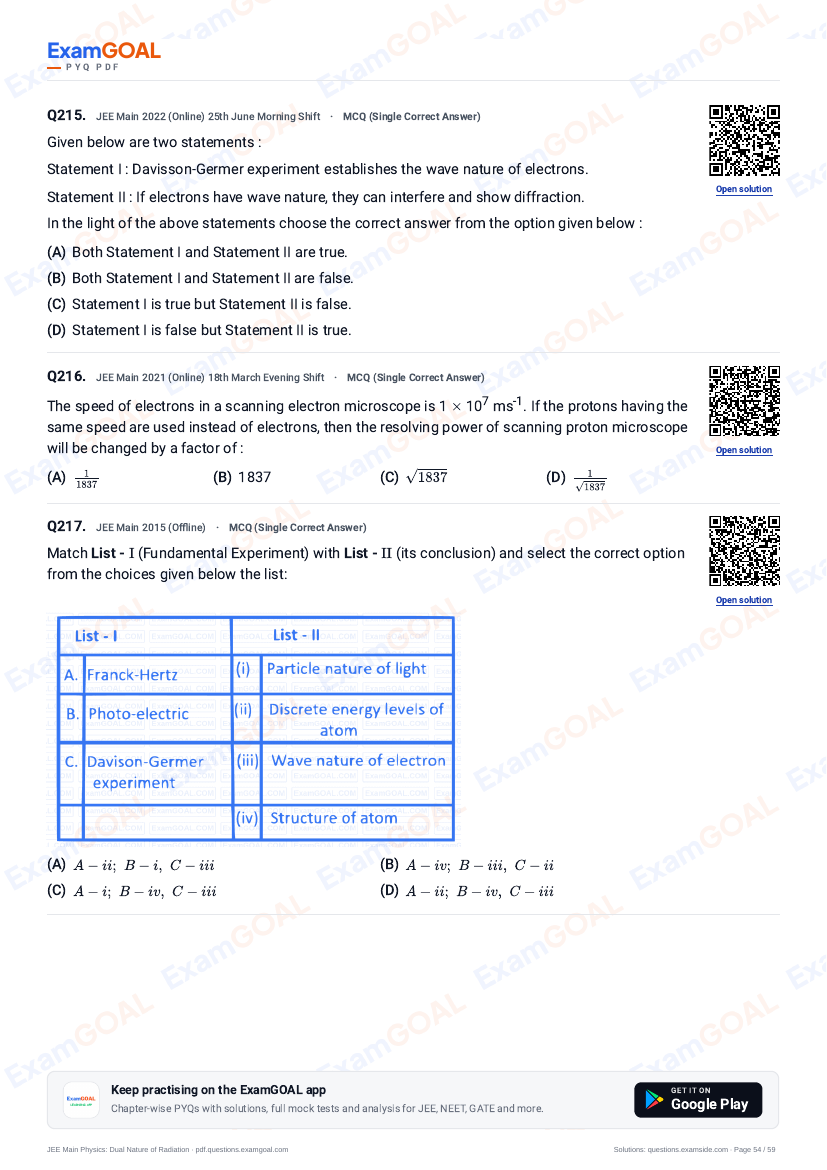 ExamGOAL
PYQ PDF
Q215. JEE Main 2022 (Online) 25th June Morning Shift · MCQ (Single Correct Answer)
Given below are two statements :
Statement I : Davisson-Germer experiment establishes the wave nature of electrons.
Statement II : If electrons have wave nature, they can interfere and show diffraction.
In the light of the above statements choose the correct answer from the option given below :
(A) Both Statement I and Statement II are true.
(B) Both Statement I and Statement II are false.
(C) Statement I is true but Statement II is false.
(D) Statement I is false but Statement II is true.
Open solution
Q216. JEE Main 2021 (Online) 18th March Evening Shift · MCQ (Single Correct Answer)
The speed of electrons in a scanning electron microscope is 1 × 10⁷ ms⁻¹. If the protons having the
same speed are used instead of electrons, then the resolving power of scanning proton microscope
will be changed by a factor of :
(A) 1/1837 (B) 1837 (C) √1837 (D) 1/√1837
Open solution
Q217. JEE Main 2015 (Offline) · MCQ (Single Correct Answer)
Match List - I (Fundamental Experiment) with List - II (its conclusion) and select the correct option
from the choices given below the list:
Open solution
List - I List - II
A. Franck-Hertz (i) Particle nature of light
B. Photo-electric (ii) Discrete energy levels of
atom
C. Davison-Germer (iii) Wave nature of electron
experiment
(iv) Structure of atom
(A) A − ii; B − i, C − iii (B) A − iv; B − iii, C − ii
(C) A − i; B − iv, C − iii (D) A − ii; B − iv, C − iii
Keep practising on the ExamGOAL app
Chapter-wise PYQs with solutions, full mock tests and analysis for JEE, NEET, GATE and more.
GET IT ON
Google Play
JEE Main Physics: Dual Nature of Radiation · pdf.questions.examgoal.com Solutions: questions.examside.com · Page 54 / 59